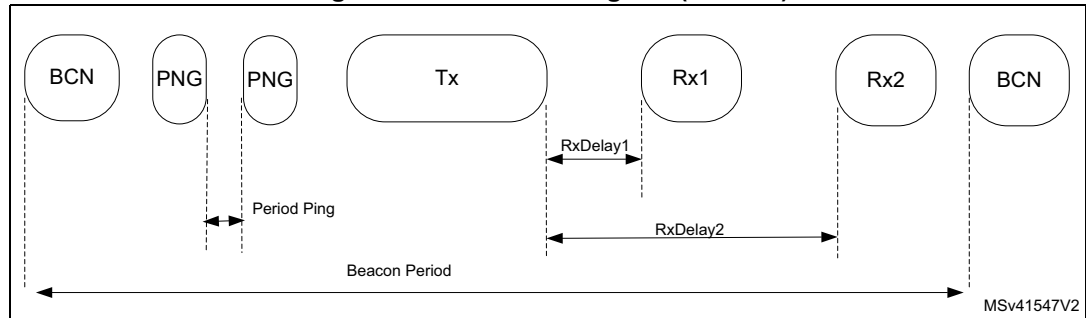 BCN PNG PNG Tx Rx1 Rx2 BCN
RxDelay1
Period Ping
RxDelay2
Beacon Period
MSv41547V2